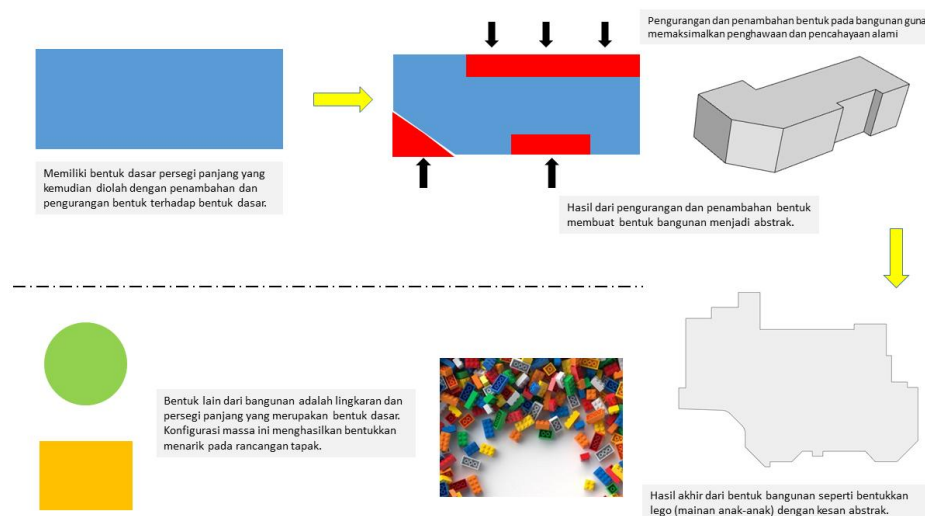 Pengurangan dan penambahan bentuk pada bangunan guna
memaksimalkan penghawaan dan pencahayaan alami
Memiliki bentuk dasar persegi panjang yang
kemudian diolah dengan penambahan dan
pengurangan bentuk terhadap bentuk dasar.
Hasil dari pengurangan dan penambahan bentuk
membuat bentuk bangunan menjadi abstrak.
Bentuk lain dari bangunan adalah lingkaran dan
persegi panjang yang merupakan bentuk dasar.
Konfigurasi massa ini menghasilkan bentukkan
menarik pada rancangan tapak.
Hasil akhir dari bentuk bangunan seperti bentukkan
lego (mainan anak-anak) dengan kesan abstrak.